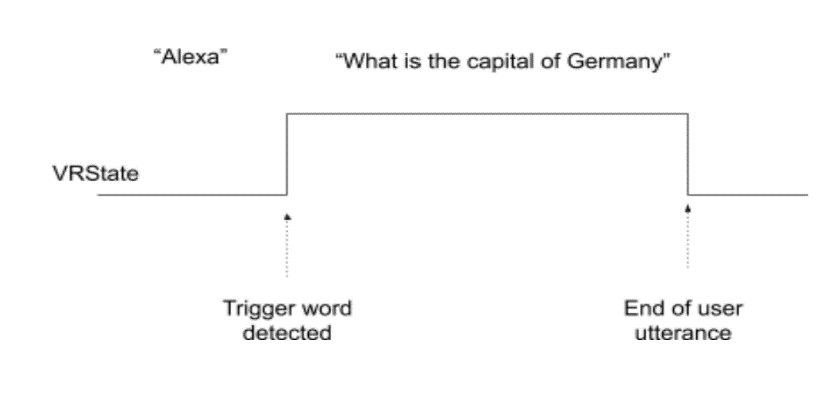 “Alexa”
“What is the capital of Germany”
VRState
Trigger word
detected
End of user
utterance